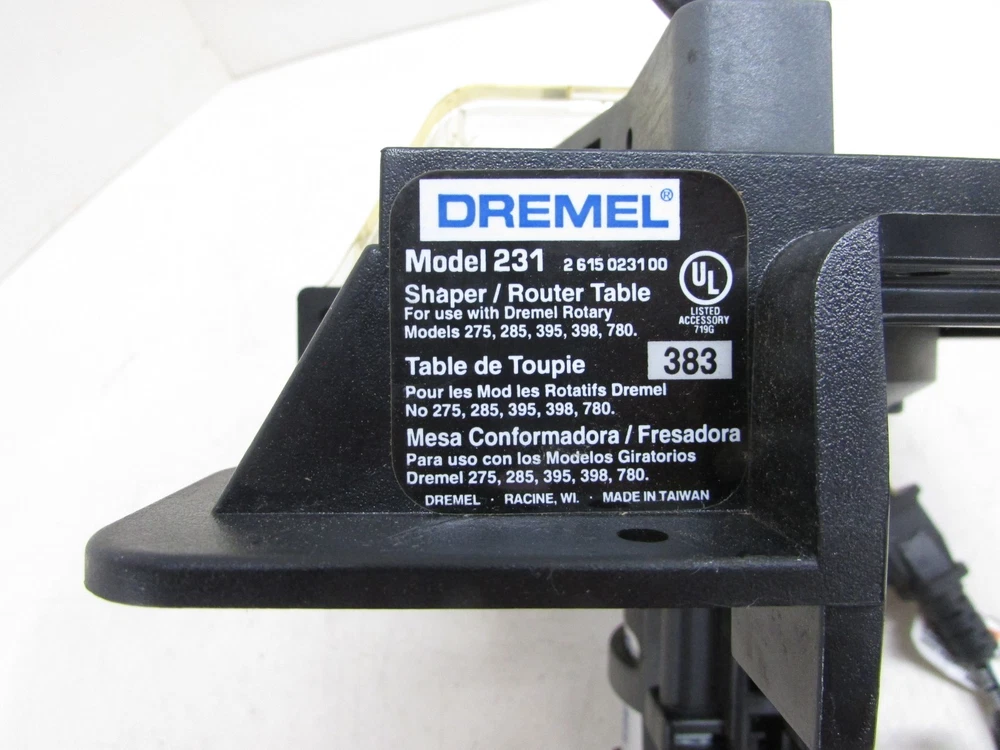 DREMEL®
Model 231 2 615 0231 00
Shaper / Router Table
For use with Dremel Rotary
Models 275, 285, 395, 398, 780.
UL
LISTED
ACCESSORY
719G
Table de Toupie 383
Pour les Mod les Rotatifs Dremel
No 275, 285, 395, 398, 780.
Mesa Conformadora / Fresadora
Para uso con los Modelos Giratorios
Dremel 275, 285, 395, 398, 780.
DREMEL · RACINE, WI. · MADE IN TAIWAN